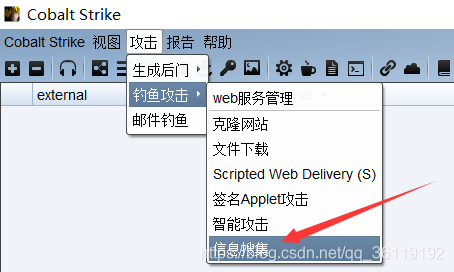 Cobalt Strike
Cobalt Strike 视图 攻击 报告 帮助
external
生成后门
钓鱼攻击
邮件钓鱼
web服务管理
克隆网站
文件下载
Scripted Web Delivery (S)
签名Applet攻击
智能攻击
信息搜集
https://blog.csdn.net/qq_36119192